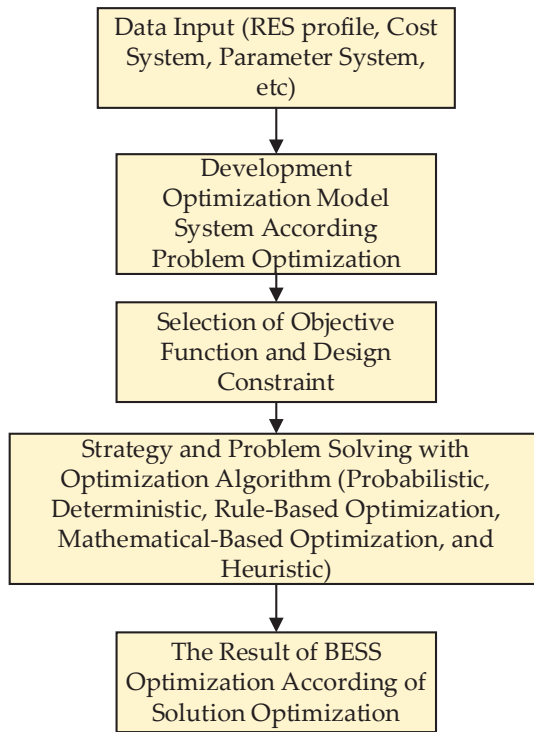 Data Input (RES profile, Cost
System, Parameter System,
etc)
Development
Optimization Model
System According
Problem Optimization
Selection of Objective
Function and Design
Constraint
Strategy and Problem Solving with
Optimization Algorithm (Probabilistic,
Deterministic, Rule-Based Optimization,
Mathematical-Based Optimization, and
Heuristic)
The Result of BESS
Optimization According of
Solution Optimization